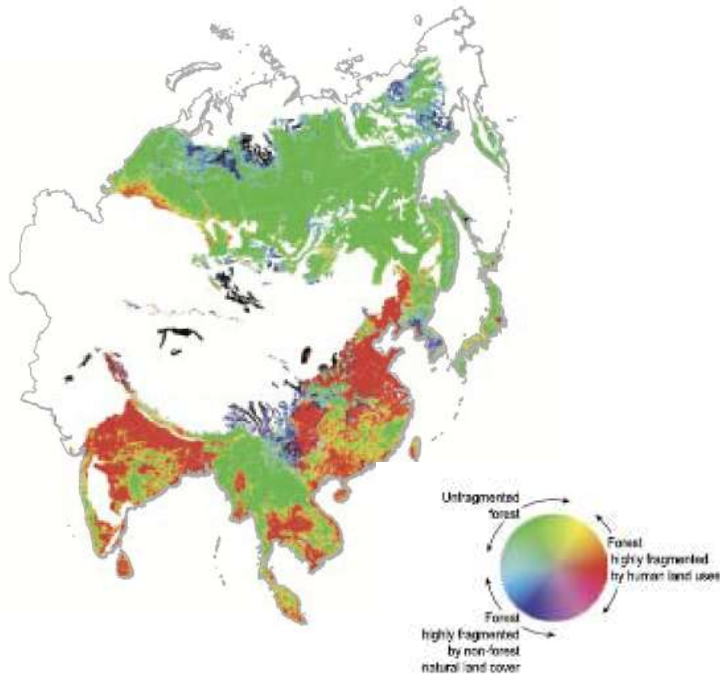 Unfragmented
forest
Forest
highly fragmented
by human land uses
Forest
highly fragmented
by non-forest
natural land cover